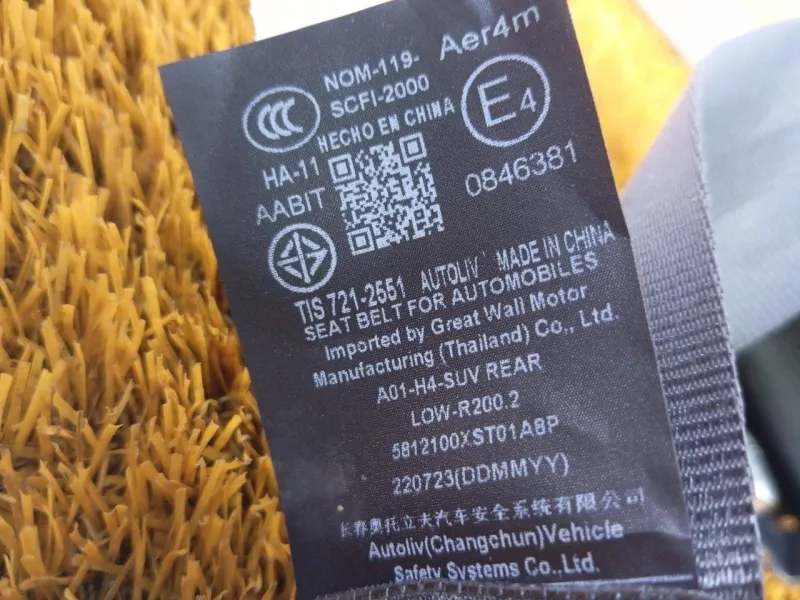 NOM-119-
SCFI-2000
HECHO EN CHINA
Aer4m
E4
0846381
CCC
HA-11
AABIT
TIS 721-2551 AUTOLIV MADE IN CHINA
SEAT BELT FOR AUTOMOBILES
Imported by Great Wall Motor
Manufacturing (Thailand) Co., Ltd.
A01-H4-SUV REAR
LOW-R200.2
5812100XST01A8P
220723(DDMMYY)
长春奥托立夫汽车安全系统有限公司
Autoliv(Changchun)Vehicle
Safety Systems Co.,Ltd.